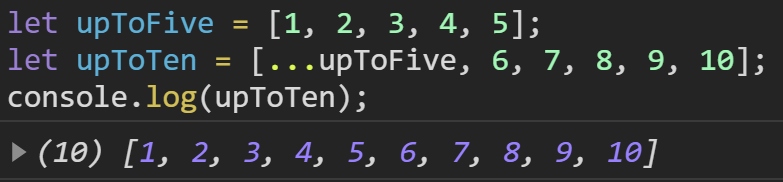 let upToFive = [1, 2, 3, 4, 5];
let upToTen = [...upToFive, 6, 7, 8, 9, 10];
console.log(upToTen);
(10) [1, 2, 3, 4, 5, 6, 7, 8, 9, 10]